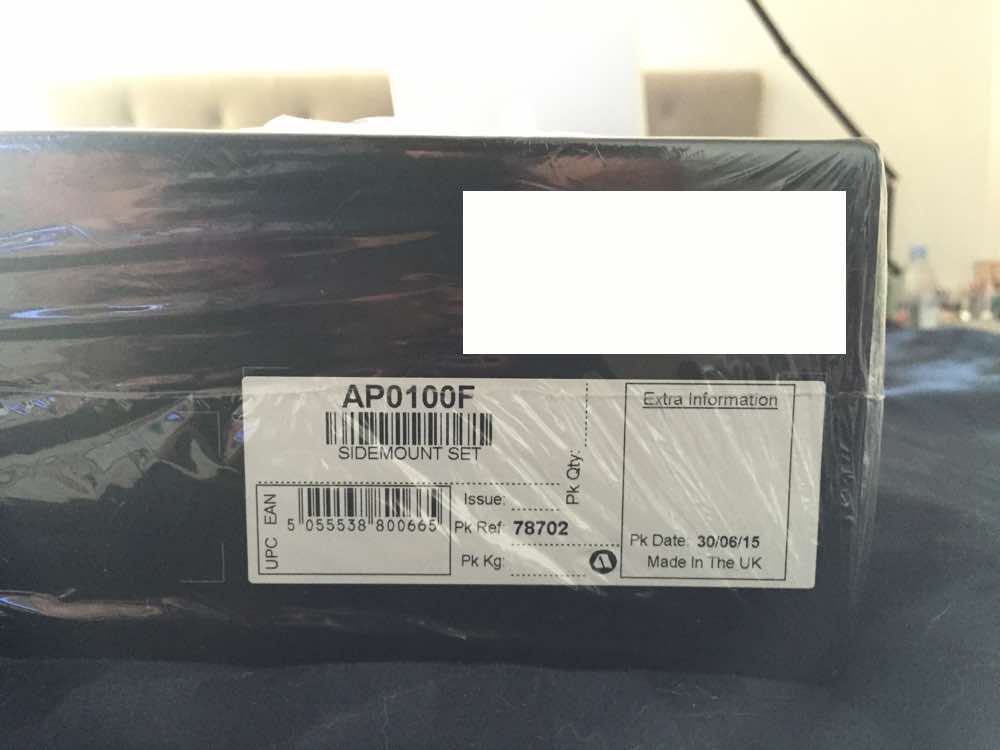 AP0100F
SIDEMOUNT SET
Pk Qty:
Extra Information
UPC EAN
5 055538 800665
Issue:
Pk Ref: 78702
Pk Kg:
Pk Date: 30/06/15
Made In The UK